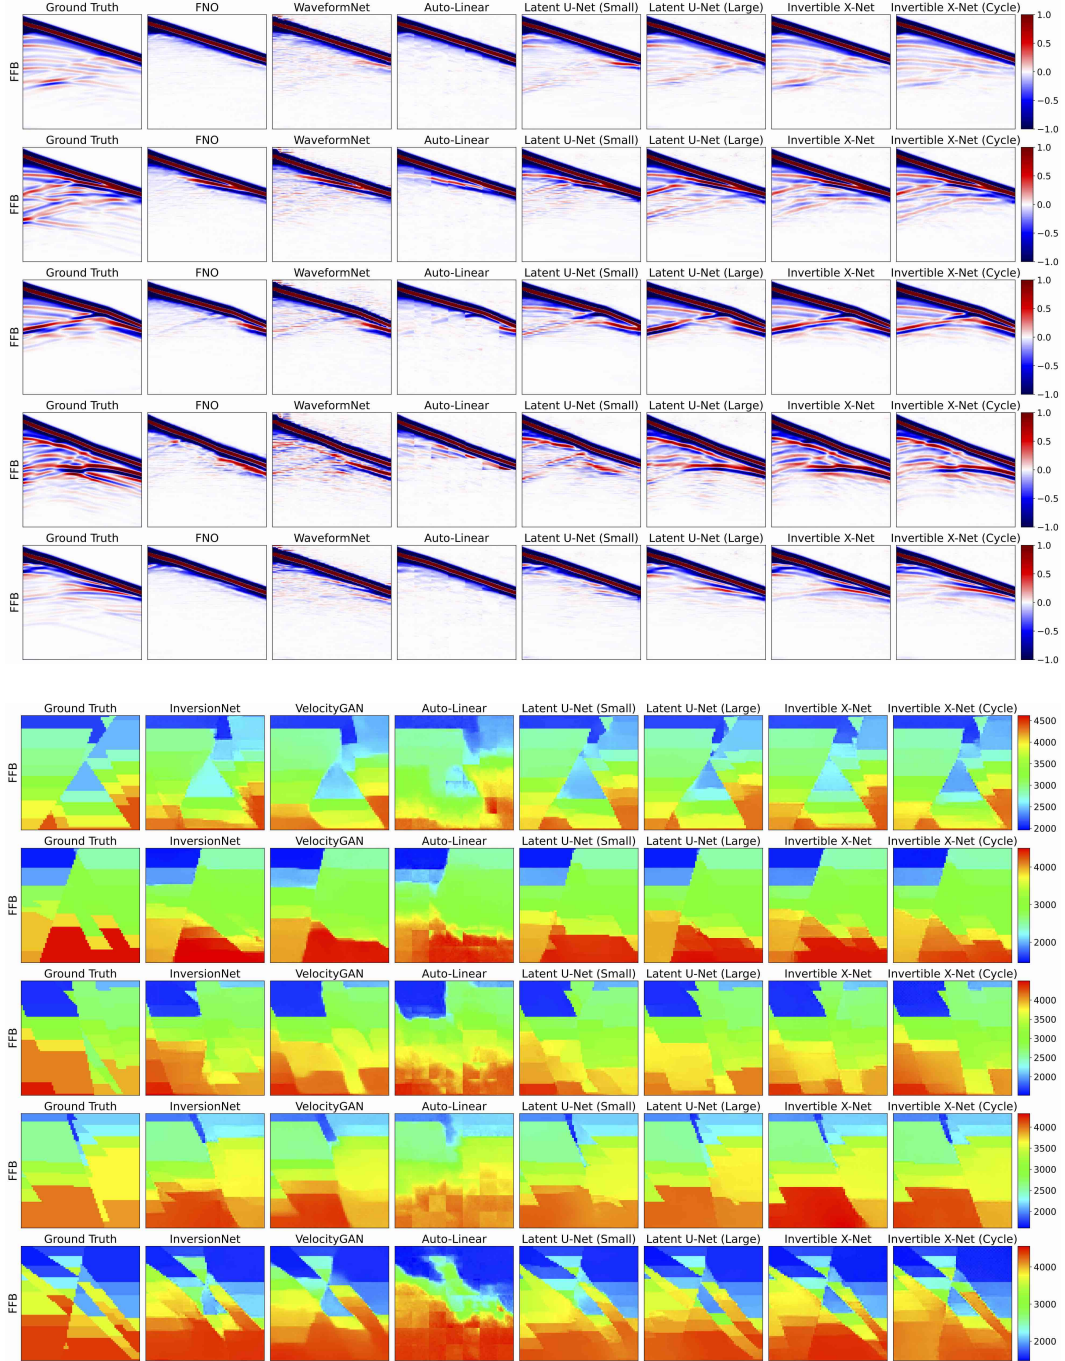 Ground Truth FNO WaveformNet Auto-Linear Latent U-Net (Small) Latent U-Net (Large) Invertible X-Net Invertible X-Net (Cycle)
FFB
1.0
0.5
0.0
−0.5
−1.0
Ground Truth FNO WaveformNet Auto-Linear Latent U-Net (Small) Latent U-Net (Large) Invertible X-Net Invertible X-Net (Cycle)
FFB
1.0
0.5
0.0
−0.5
−1.0
Ground Truth FNO WaveformNet Auto-Linear Latent U-Net (Small) Latent U-Net (Large) Invertible X-Net Invertible X-Net (Cycle)
FFB
1.0
0.5
0.0
−0.5
−1.0
Ground Truth FNO WaveformNet Auto-Linear Latent U-Net (Small) Latent U-Net (Large) Invertible X-Net Invertible X-Net (Cycle)
FFB
1.0
0.5
0.0
−0.5
−1.0
Ground Truth FNO WaveformNet Auto-Linear Latent U-Net (Small) Latent U-Net (Large) Invertible X-Net Invertible X-Net (Cycle)
FFB
1.0
0.5
0.0
−0.5
−1.0
Ground Truth InversionNet VelocityGAN Auto-Linear Latent U-Net (Small) Latent U-Net (Large) Invertible X-Net Invertible X-Net (Cycle)
FFB
4500
4000
3500
3000
2500
2000
Ground Truth InversionNet VelocityGAN Auto-Linear Latent U-Net (Small) Latent U-Net (Large) Invertible X-Net Invertible X-Net (Cycle)
FFB
4000
3500
3000
2500
2000
Ground Truth InversionNet VelocityGAN Auto-Linear Latent U-Net (Small) Latent U-Net (Large) Invertible X-Net Invertible X-Net (Cycle)
FFB
4000
3500
3000
2500
2000
Ground Truth InversionNet VelocityGAN Auto-Linear Latent U-Net (Small) Latent U-Net (Large) Invertible X-Net Invertible X-Net (Cycle)
FFB
4000
3500
3000
2500
2000
Ground Truth InversionNet VelocityGAN Auto-Linear Latent U-Net (Small) Latent U-Net (Large) Invertible X-Net Invertible X-Net (Cycle)
FFB
4000
3000
2000